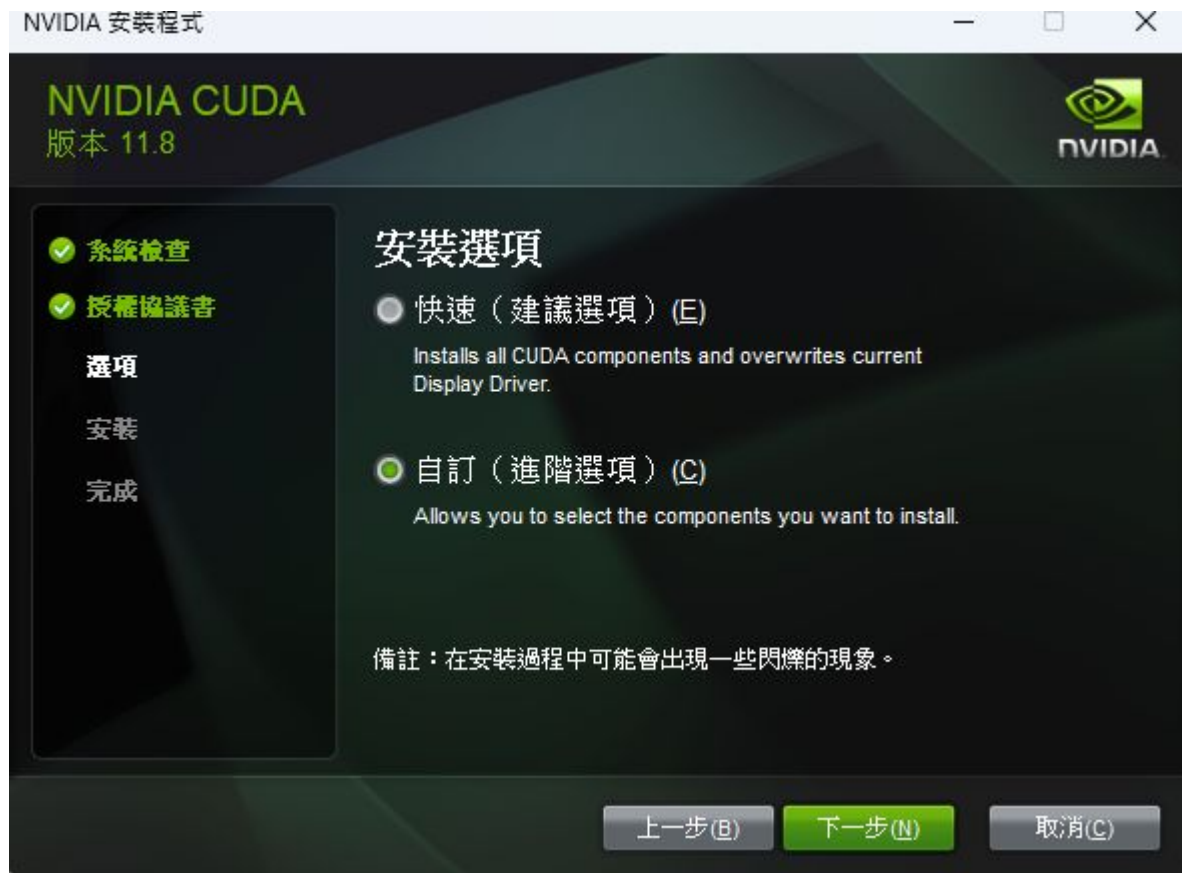 NVIDIA 安裝程式
NVIDIA CUDA
版本 11.8
NVIDIA.
系統檢查
授權協議書
選項
安裝
完成
安裝選項
快速（建議選項）(E)
Installs all CUDA components and overwrites current
Display Driver.
自訂（進階選項）(C)
Allows you to select the components you want to install.
備註：在安裝過程中可能會出現一些閃爍的現象。
上一步(B)
下一步(N)
取消(C)